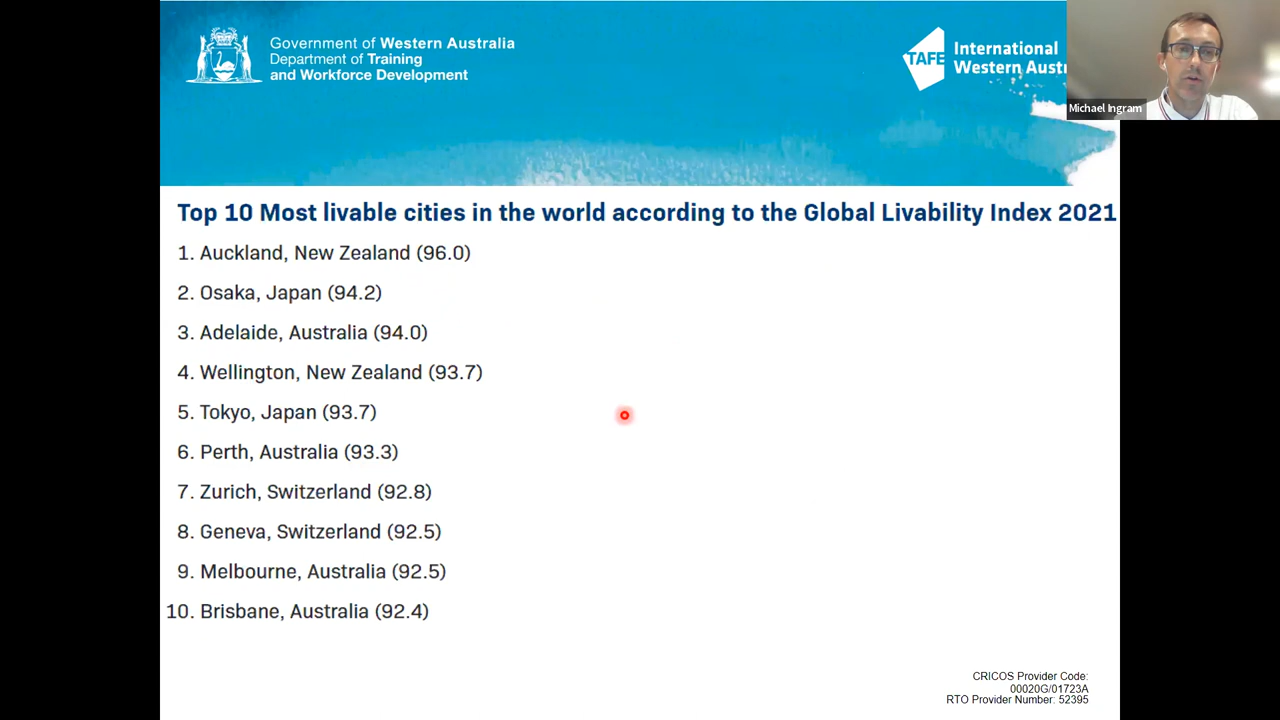 Government of Western Australia
Department of Training
and Workforce Development
TAFE
International
Western Austr
Michael Ingram
Top 10 Most livable cities in the world according to the Global Livability Index 2021
1. Auckland, New Zealand (96.0)
2. Osaka, Japan (94.2)
3. Adelaide, Australia (94.0)
4. Wellington, New Zealand (93.7)
5. Tokyo, Japan (93.7)
6. Perth, Australia (93.3)
7. Zurich, Switzerland (92.8)
8. Geneva, Switzerland (92.5)
9. Melbourne, Australia (92.5)
10. Brisbane, Australia (92.4)
CRICOS Provider Code:
00020G/01723A
RTO Provider Number: 52395